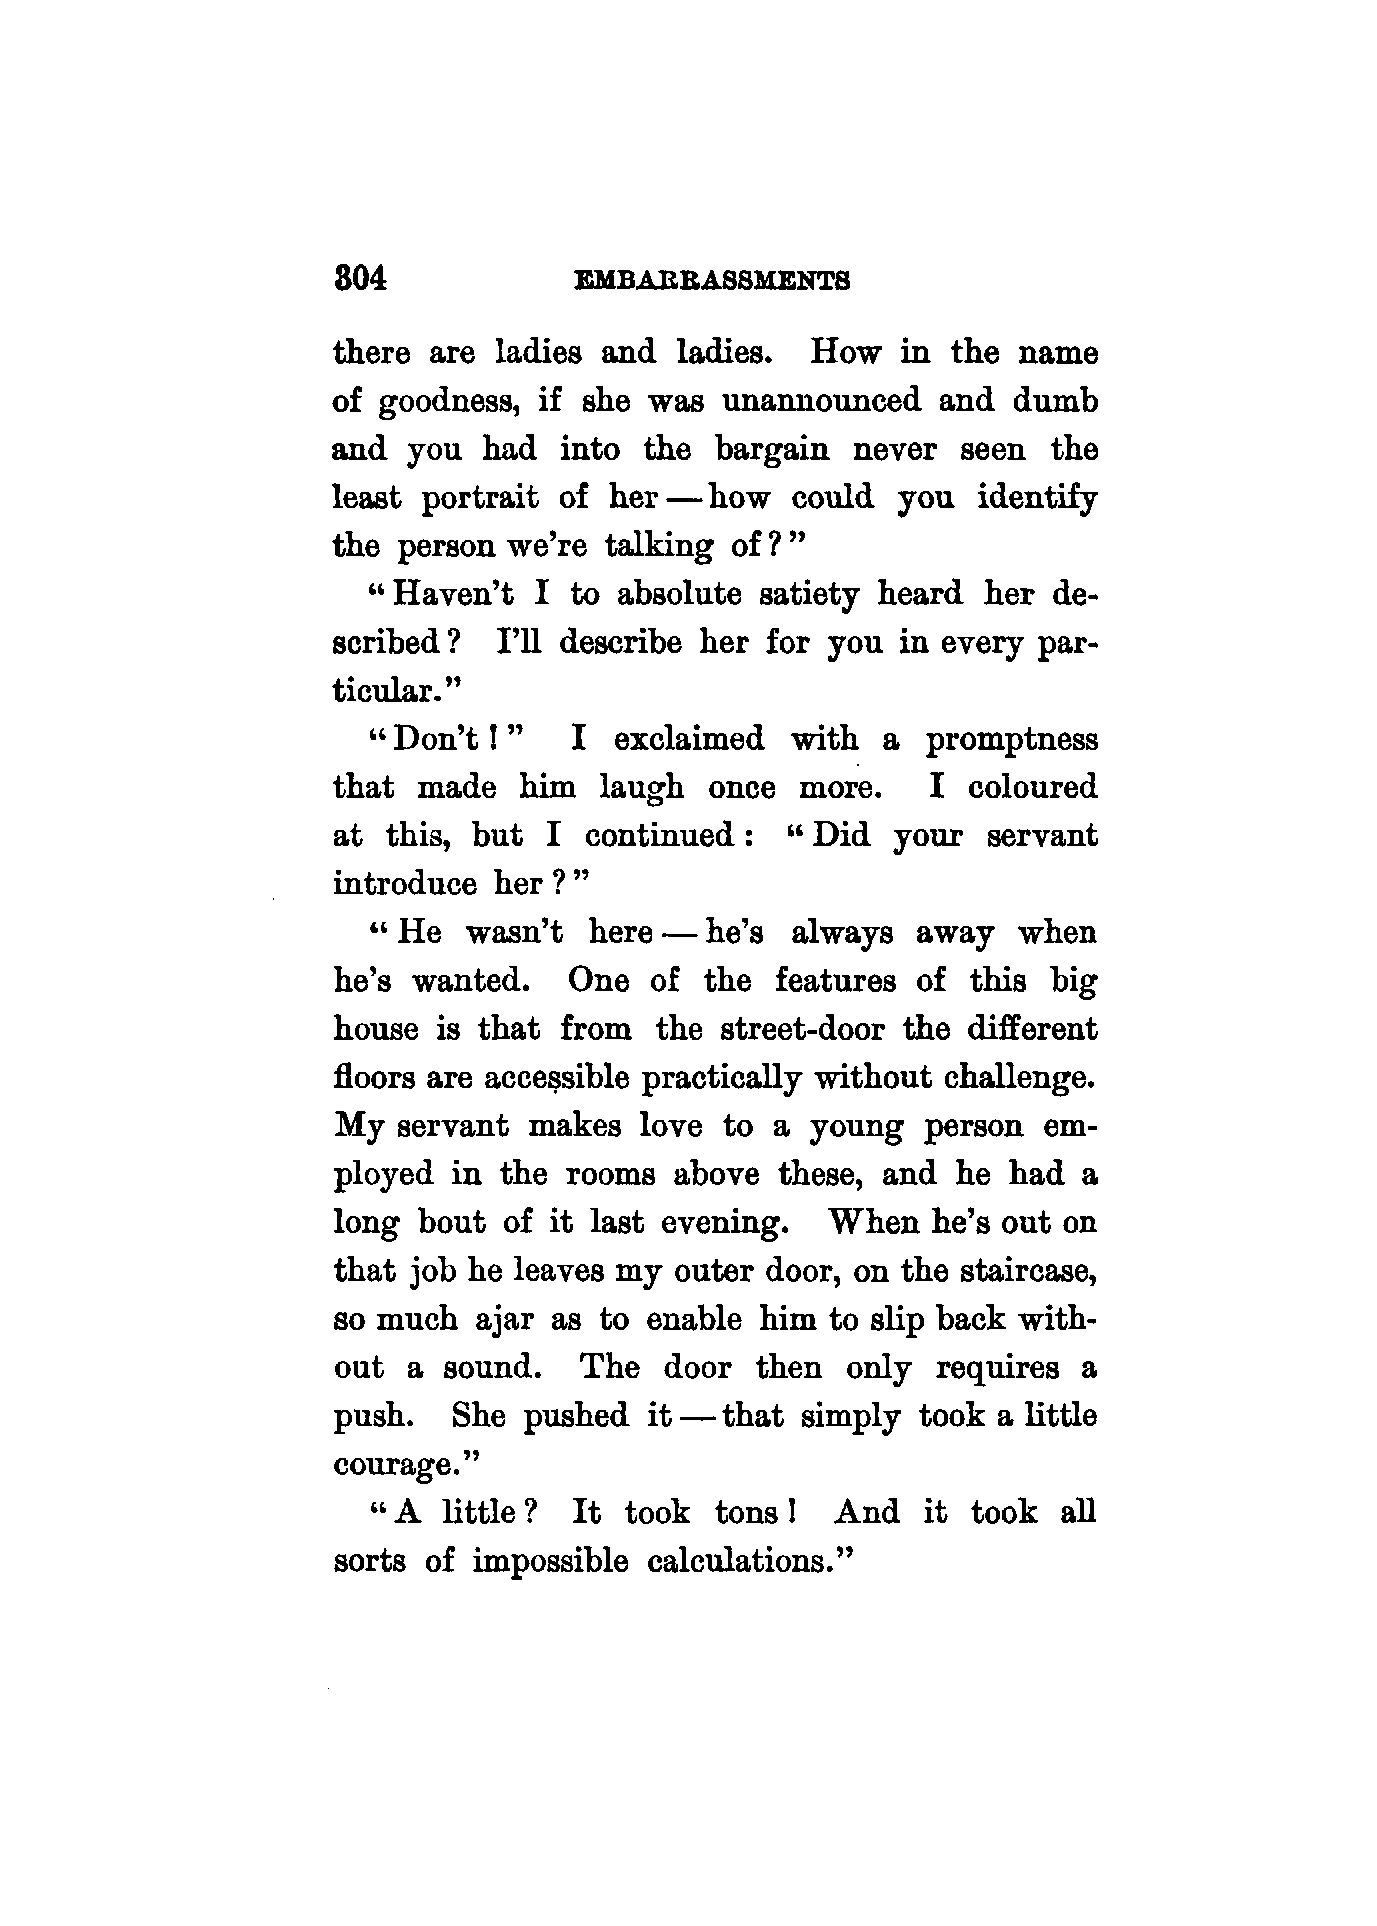 304 EMBARRASSMENTS
there are ladies and ladies. How in the name
of goodness, if she was unannounced and dumb
and you had into the bargain never seen the
least portrait of her — how could you identify
the person we're talking of?"
"Haven't I to absolute satiety heard her de-
scribed? I'll describe her for you in every par-
ticular."
"Don't!" I exclaimed with a promptness
that made him laugh once more. I coloured
at this, but I continued: "Did your servant
introduce her?"
"He wasn't here — he's always away when
he's wanted. One of the features of this big
house is that from the street-door the different
floors are accessible practically without challenge.
My servant makes love to a young person em-
ployed in the rooms above these, and he had a
long bout of it last evening. When he's out on
that job he leaves my outer door, on the staircase,
so much ajar as to enable him to slip back with-
out a sound. The door then only requires a
push. She pushed it — that simply took a little
courage."
"A little? It took tons! And it took all
sorts of impossible calculations."